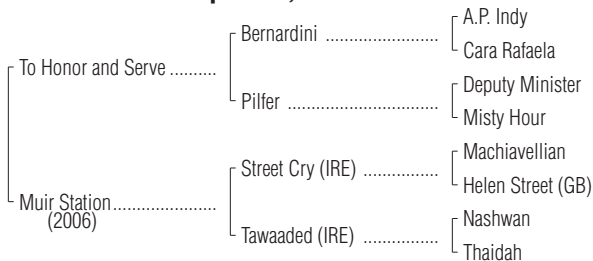 To Honor and Serve ..........
Bernardini ........................
A.P. Indy
Cara Rafaela
Pilfer ................................
Deputy Minister
Misty Hour
Muir Station......................
(2006)
Street Cry (IRE) ................
Machiavellian
Helen Street (GB)
Tawaaded (IRE) ................
Nashwan
Thaidah